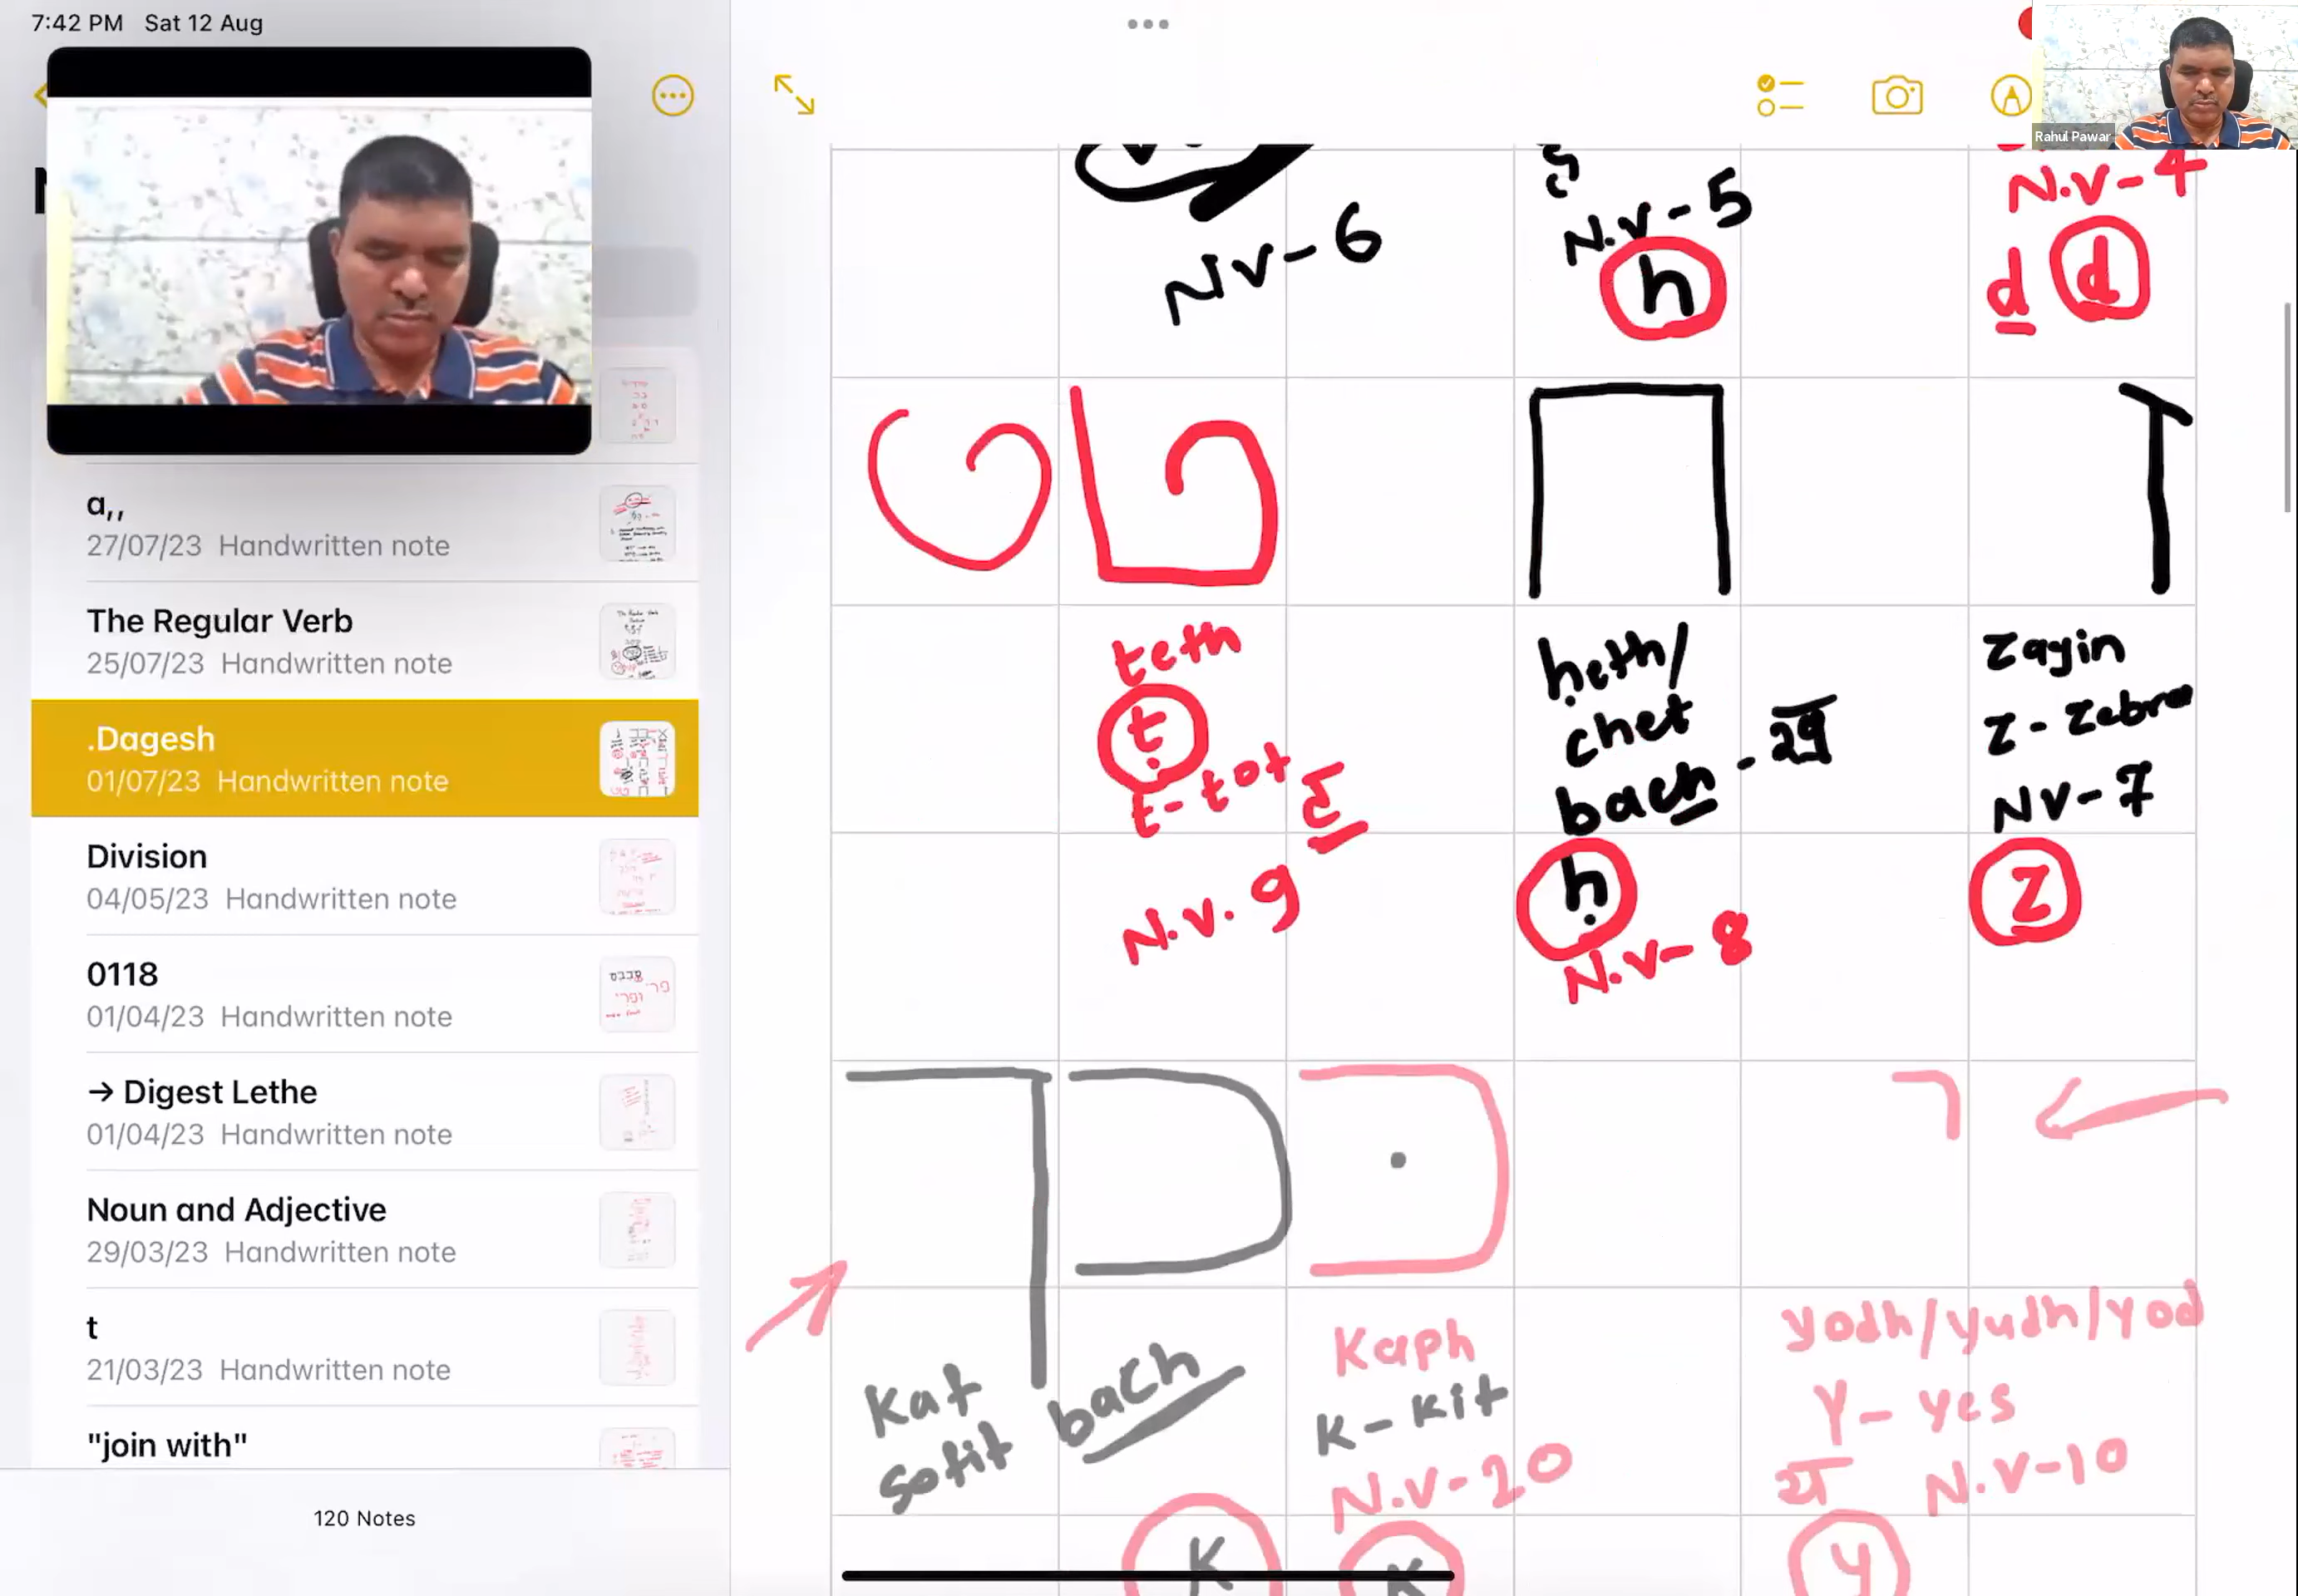 7:42 PM Sat 12 Aug
Rahul Pawar
a,,
27/07/23 Handwritten note
The Regular Verb
25/07/23 Handwritten note
.Dagesh
01/07/23 Handwritten note
Division
04/05/23 Handwritten note
0118
01/04/23 Handwritten note
→ Digest Lethe
01/04/23 Handwritten note
Noun and Adjective
29/03/23 Handwritten note
t
21/03/23 Handwritten note
"join with"
120 Notes
NV-6
N.V-5
h
N.V-4
d d
teth
ṭ
t-tot ट
N.V. 9
ḥeth/
chet
bach - ख
ḥ
N.V- 8
Zayin
Z-Zebra
NV-7
Z
Kaf
sofit
bach
K
Kaph
K-Kit
N.V-20
K
yodh/yudh/yod
Y- yes
य N.V-10
y